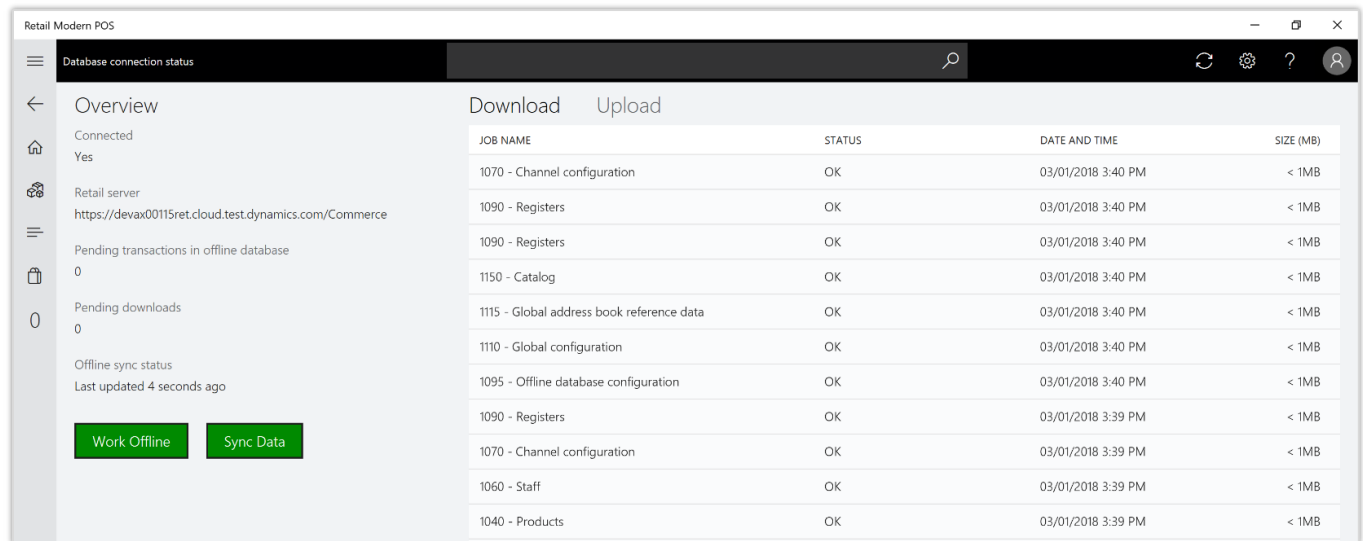 Retail Modern POS
Database connection status
Overview
Connected
Yes
Retail server
https://devax00115ret.cloud.test.dynamics.com/Commerce
Pending transactions in offline database
0
Pending downloads
0
Offline sync status
Last updated 4 seconds ago
Work Offline Sync Data
0
Download Upload
JOB NAME STATUS DATE AND TIME SIZE (MB)
1070 - Channel configuration OK 03/01/2018 3:40 PM < 1MB
1090 - Registers OK 03/01/2018 3:40 PM < 1MB
1090 - Registers OK 03/01/2018 3:40 PM < 1MB
1150 - Catalog OK 03/01/2018 3:40 PM < 1MB
1115 - Global address book reference data OK 03/01/2018 3:40 PM < 1MB
1110 - Global configuration OK 03/01/2018 3:40 PM < 1MB
1095 - Offline database configuration OK 03/01/2018 3:40 PM < 1MB
1090 - Registers OK 03/01/2018 3:39 PM < 1MB
1070 - Channel configuration OK 03/01/2018 3:39 PM < 1MB
1060 - Staff OK 03/01/2018 3:39 PM < 1MB
1040 - Products OK 03/01/2018 3:39 PM < 1MB